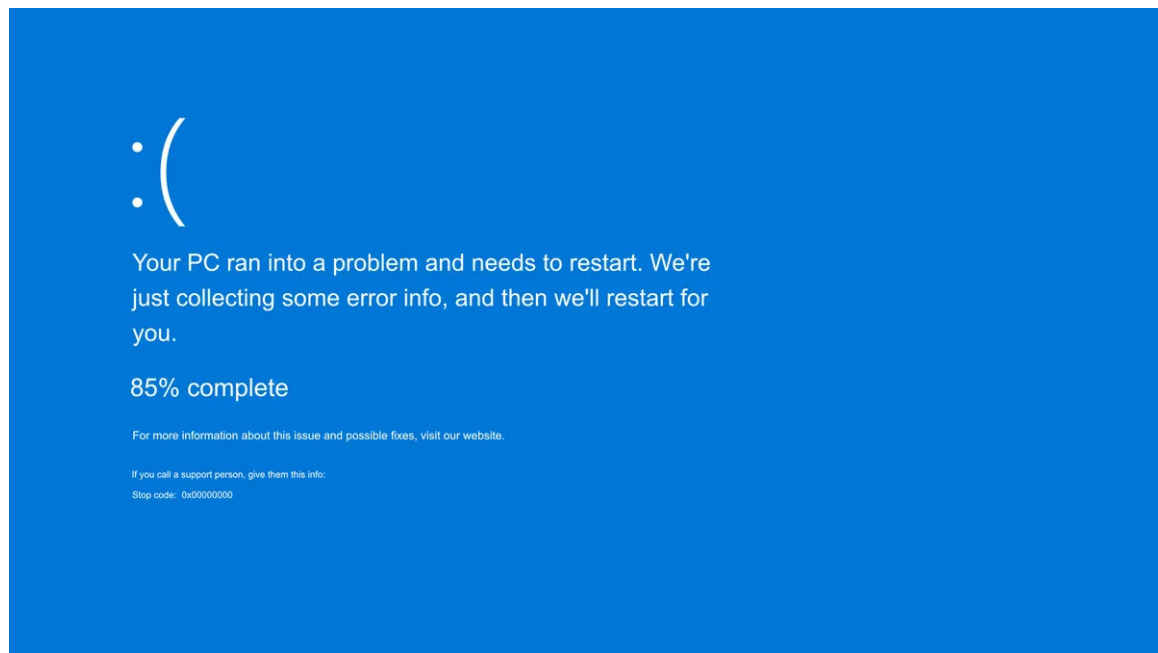 :(
Your PC ran into a problem and needs to restart. We're
just collecting some error info, and then we'll restart for
you.
85% complete
For more information about this issue and possible fixes, visit our website.
If you call a support person, give them this info:
Stop code: 0x00000000